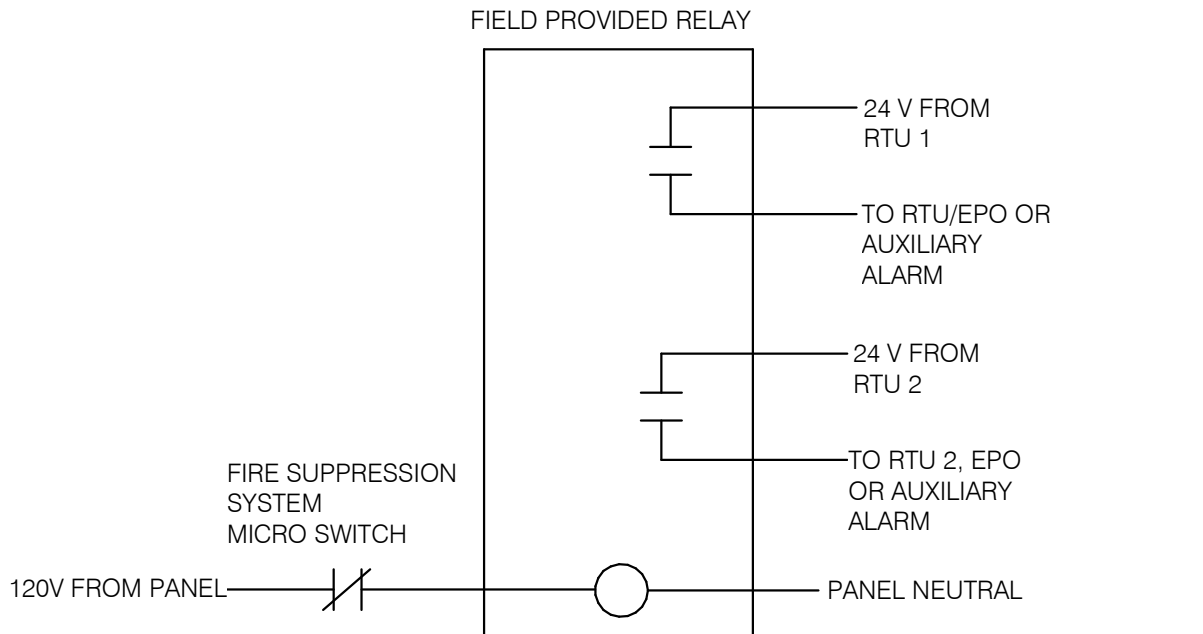 FIELD PROVIDED RELAY
24 V FROM
RTU 1
TO RTU/EPO OR
AUXILIARY
ALARM
24 V FROM
RTU 2
TO RTU 2, EPO
OR AUXILIARY
ALARM
FIRE SUPPRESSION
SYSTEM
MICRO SWITCH
120V FROM PANEL
PANEL NEUTRAL